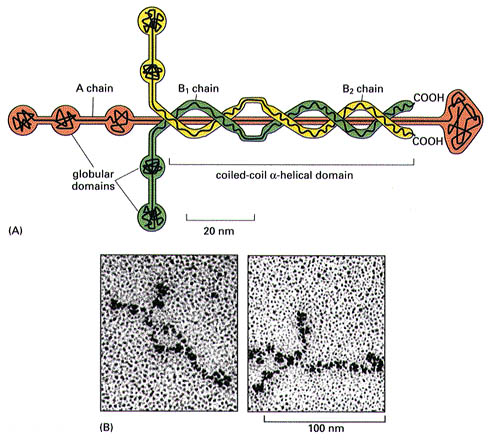 A chain
B1 chain
B2 chain
COOH
COOH
globular
domains
coiled-coil α-helical domain
20 nm
(A)
(B)
100 nm